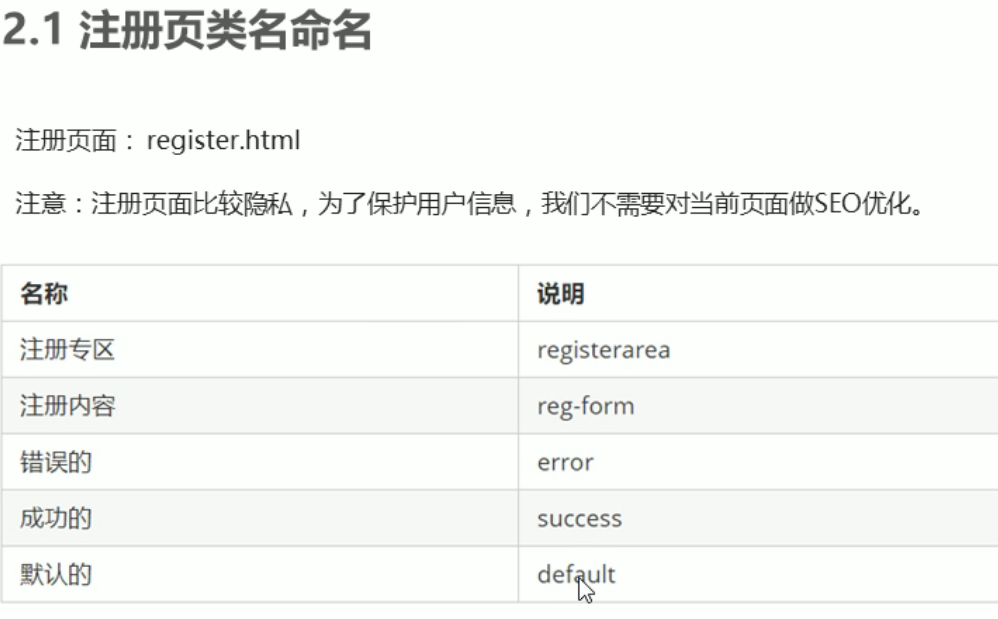 2.1 注册页类名命名
注册页面：register.html
注意：注册页面比较隐私，为了保护用户信息，我们不需要对当前页面做SEO优化。
名称 说明
注册专区 registerarea
注册内容 reg-form
错误的 error
成功的 success
默认的 default